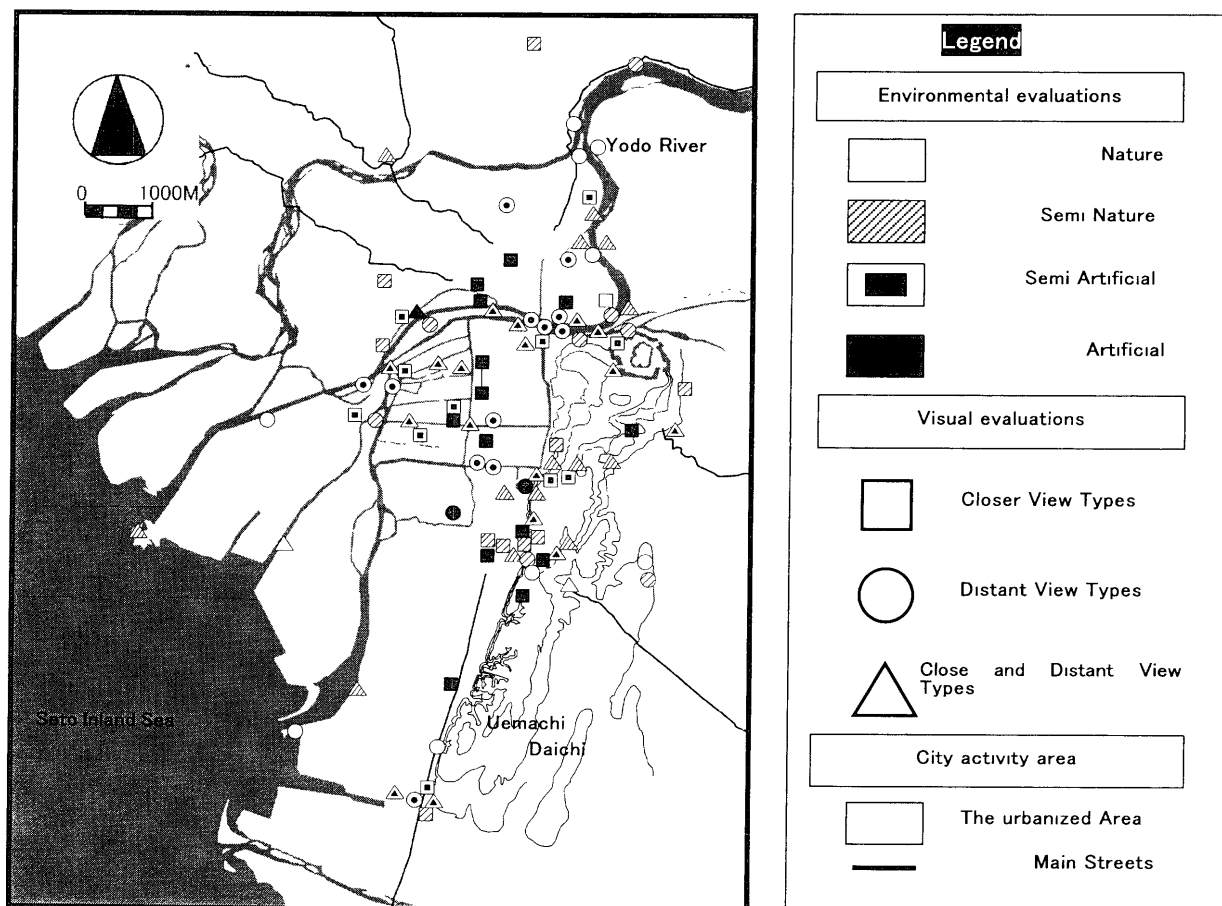 Yodo River
0 1000M
Seto Inland Sea
Uemachi
Daichi
Legend
Environmental evaluations
Nature
Semi Nature
Semi Artificial
Artificial
Visual evaluations
Closer View Types
Distant View Types
Close and Distant View
Types
City activity area
The urbanized Area
Main Streets